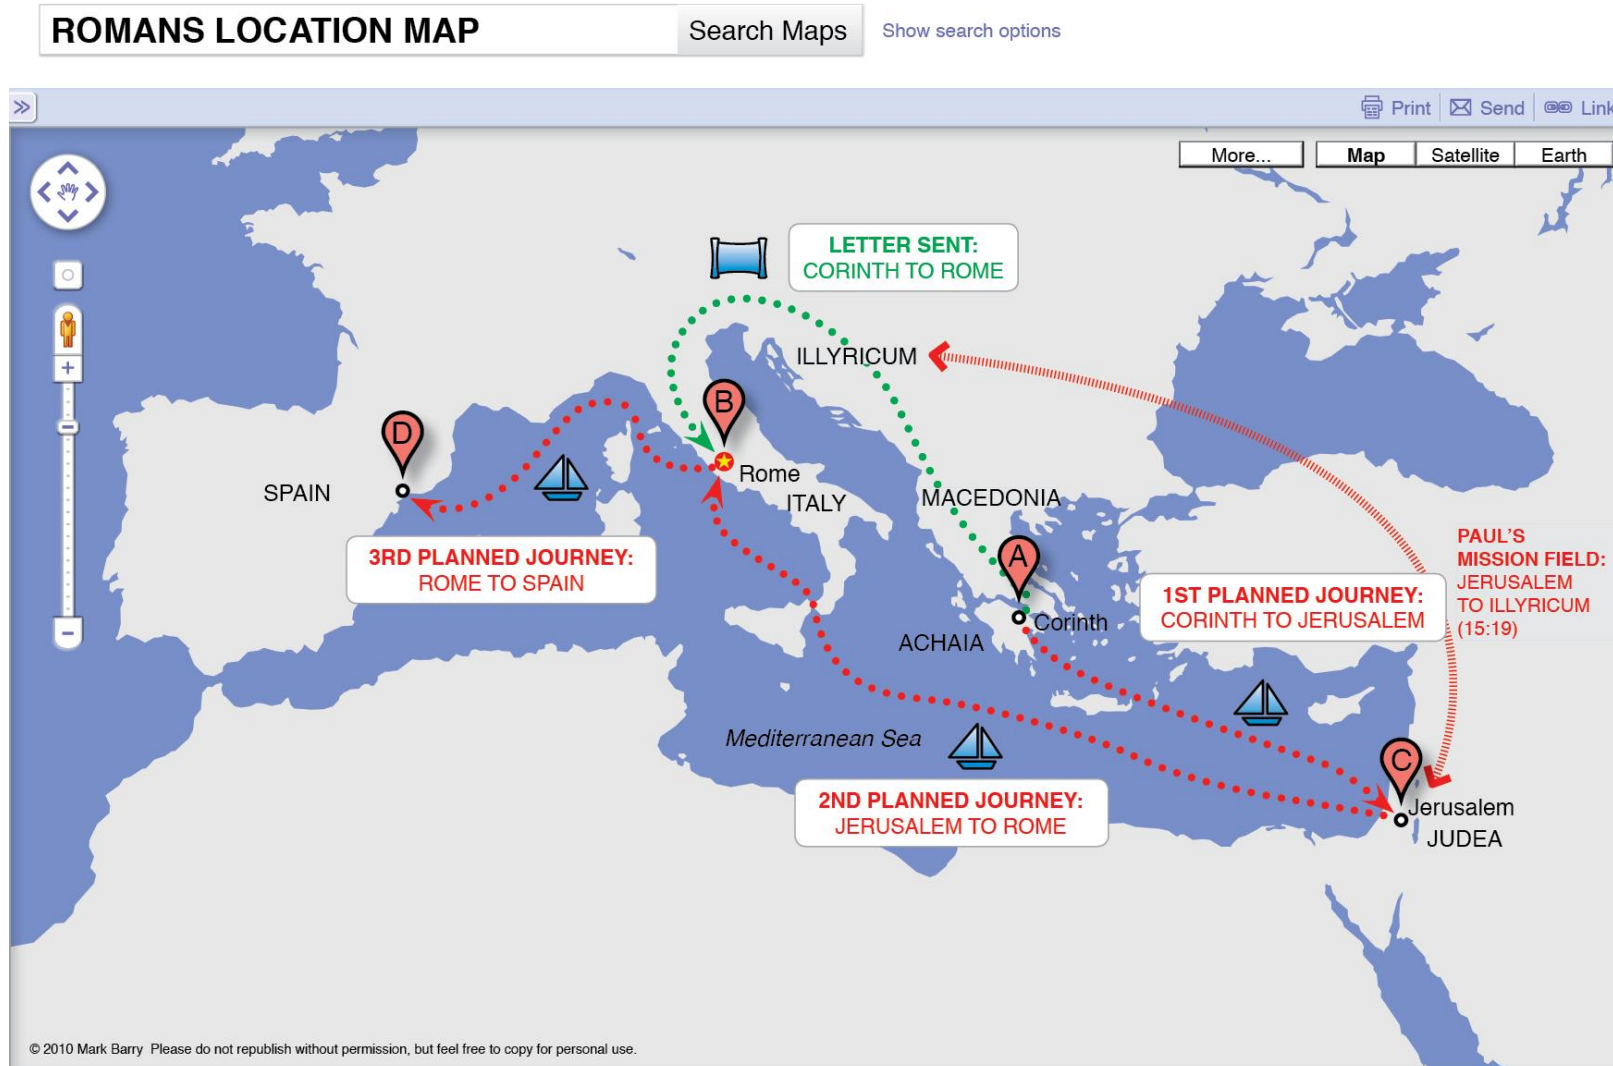 ROMANS LOCATION MAP
Search Maps
Show search options
Print
Send
Link
More...
Map
Satellite
Earth
LETTER SENT:
CORINTH TO ROME
ILLYRICUM
B
D
Rome
SPAIN
ITALY
MACEDONIA
A
3RD PLANNED JOURNEY:
ROME TO SPAIN
PAUL'S
MISSION FIELD:
JERUSALEM
TO ILLYRICUM
(15:19)
1ST PLANNED JOURNEY:
CORINTH TO JERUSALEM
Corinth
ACHAIA
Mediterranean Sea
C
2ND PLANNED JOURNEY:
JERUSALEM TO ROME
Jerusalem
JUDEA
© 2010 Mark Barry Please do not republish without permission, but feel free to copy for personal use.